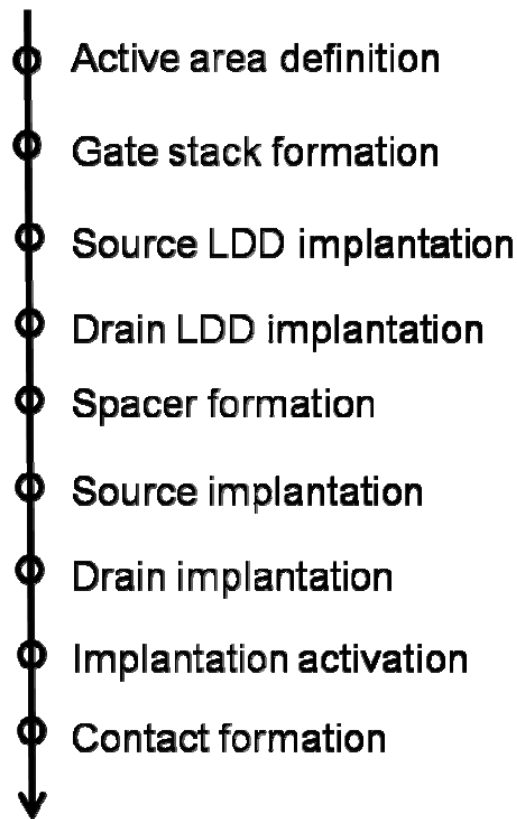 Active area definition
Gate stack formation
Source LDD implantation
Drain LDD implantation
Spacer formation
Source implantation
Drain implantation
Implantation activation
Contact formation